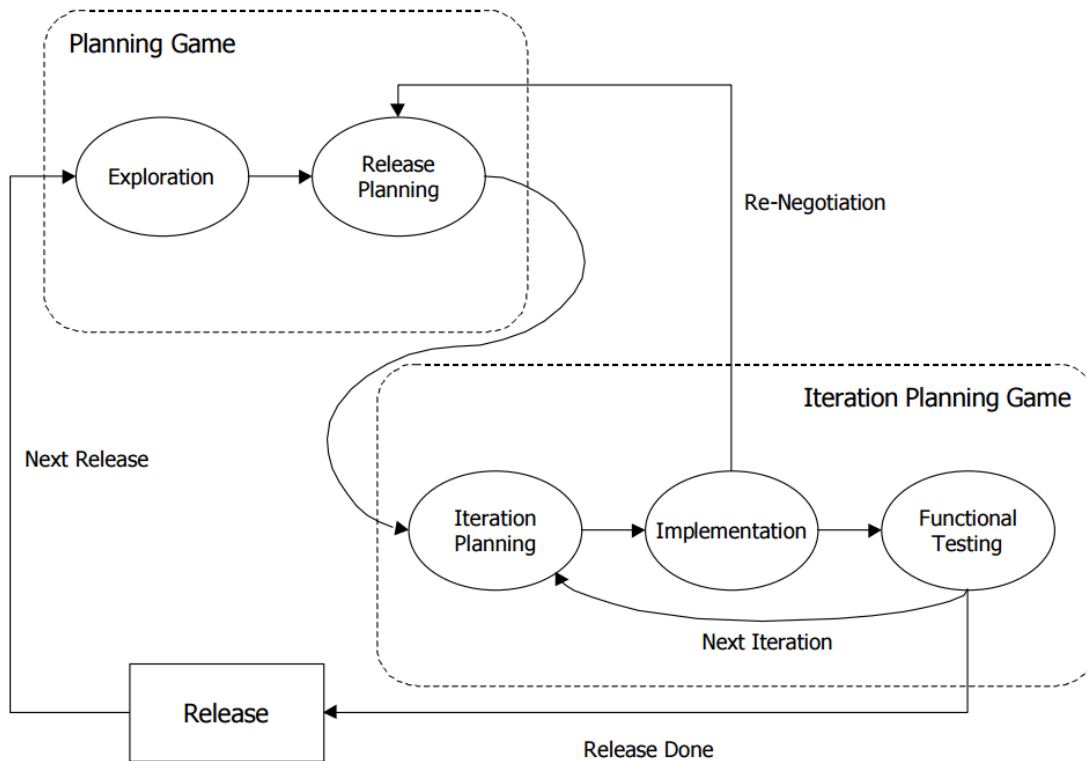 Planning Game
Exploration
Release
Planning
Re-Negotiation
Iteration Planning Game
Next Release
Iteration
Planning
Implementation
Functional
Testing
Next Iteration
Release
Release Done